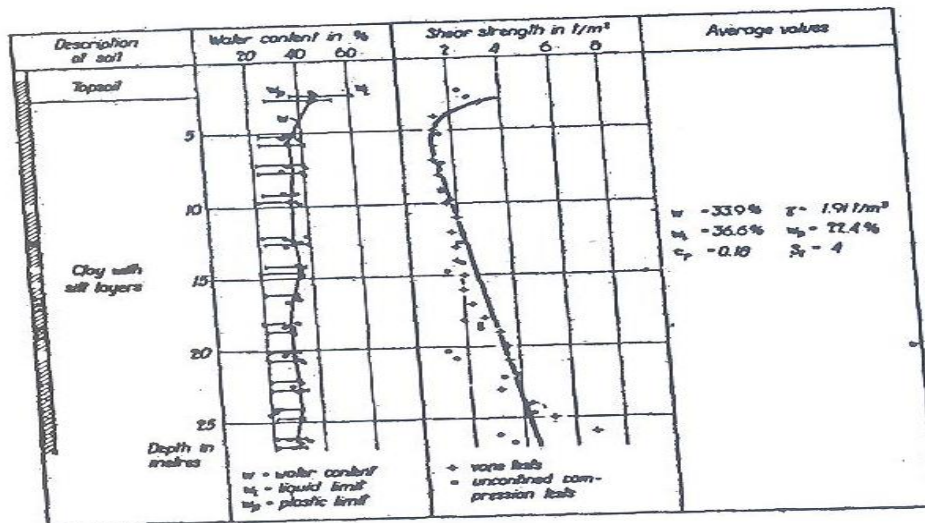 Description of soil
Water content in %
20 40 60
Shear strength in t/m²
2 4 6 8
Average values
Topsoil
wp wL
w
5
10
15
20
25
Clay with silt layers
w = 33.9% γ = 1.91 t/m³
wL = 36.6% wp = 22.4%
cp = 0.18 St = 4
Depth in metres
w = water content
wL = liquid limit
wp = plastic limit
+ vane tests
∘ unconfined com-
pression tests